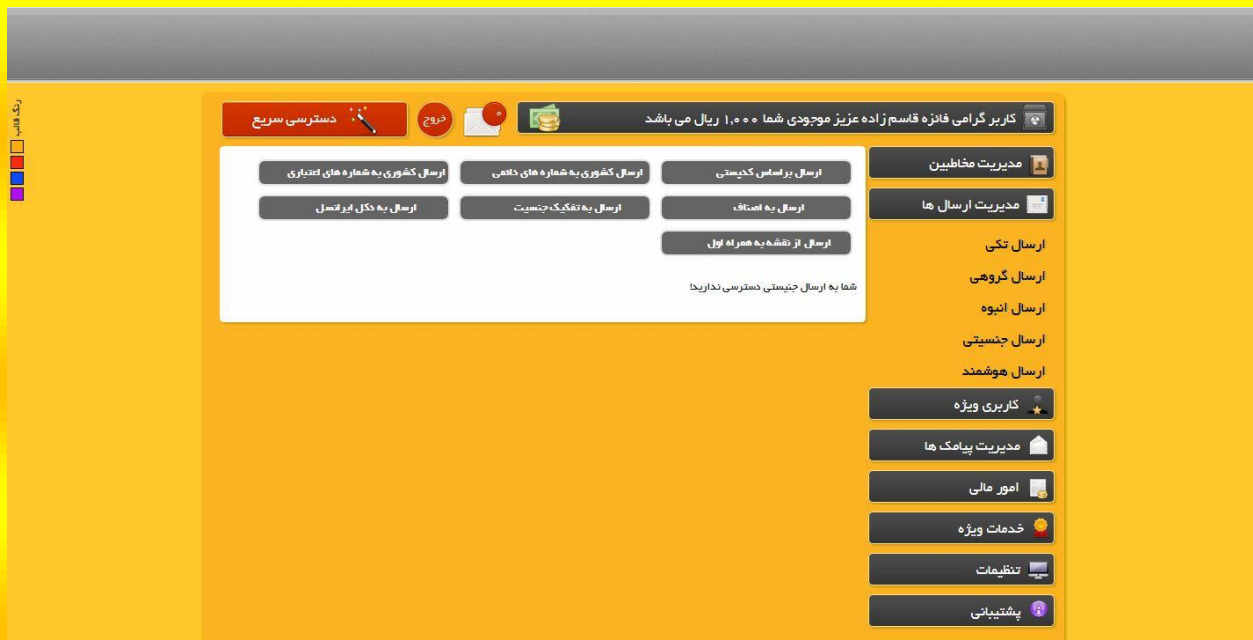 رنگ قالب
کاربر گرامی فائزه قاسم زاده عزیز موجودی شما ۱,۰۰۰ ریال می باشد
خروج
دسترسی سریع
مدیریت مخاطبین
مدیریت ارسال ها
ارسال تکی
ارسال گروهی
ارسال انبوه
ارسال جنسیتی
ارسال هوشمند
کاربری ویژه
مدیریت پیامک ها
امور مالی
خدمات ویژه
تنظیمات
پشتیبانی
ارسال بر اساس کدپستی
ارسال کشوری به شماره های دائمی
ارسال کشوری به شماره های اعتباری
ارسال به اصناف
ارسال به تفکیک جنسیت
ارسال به دکل ایرانسل
ارسال از نقشه به همراه اول
شما به ارسال جنیستی دسترسی ندارید!